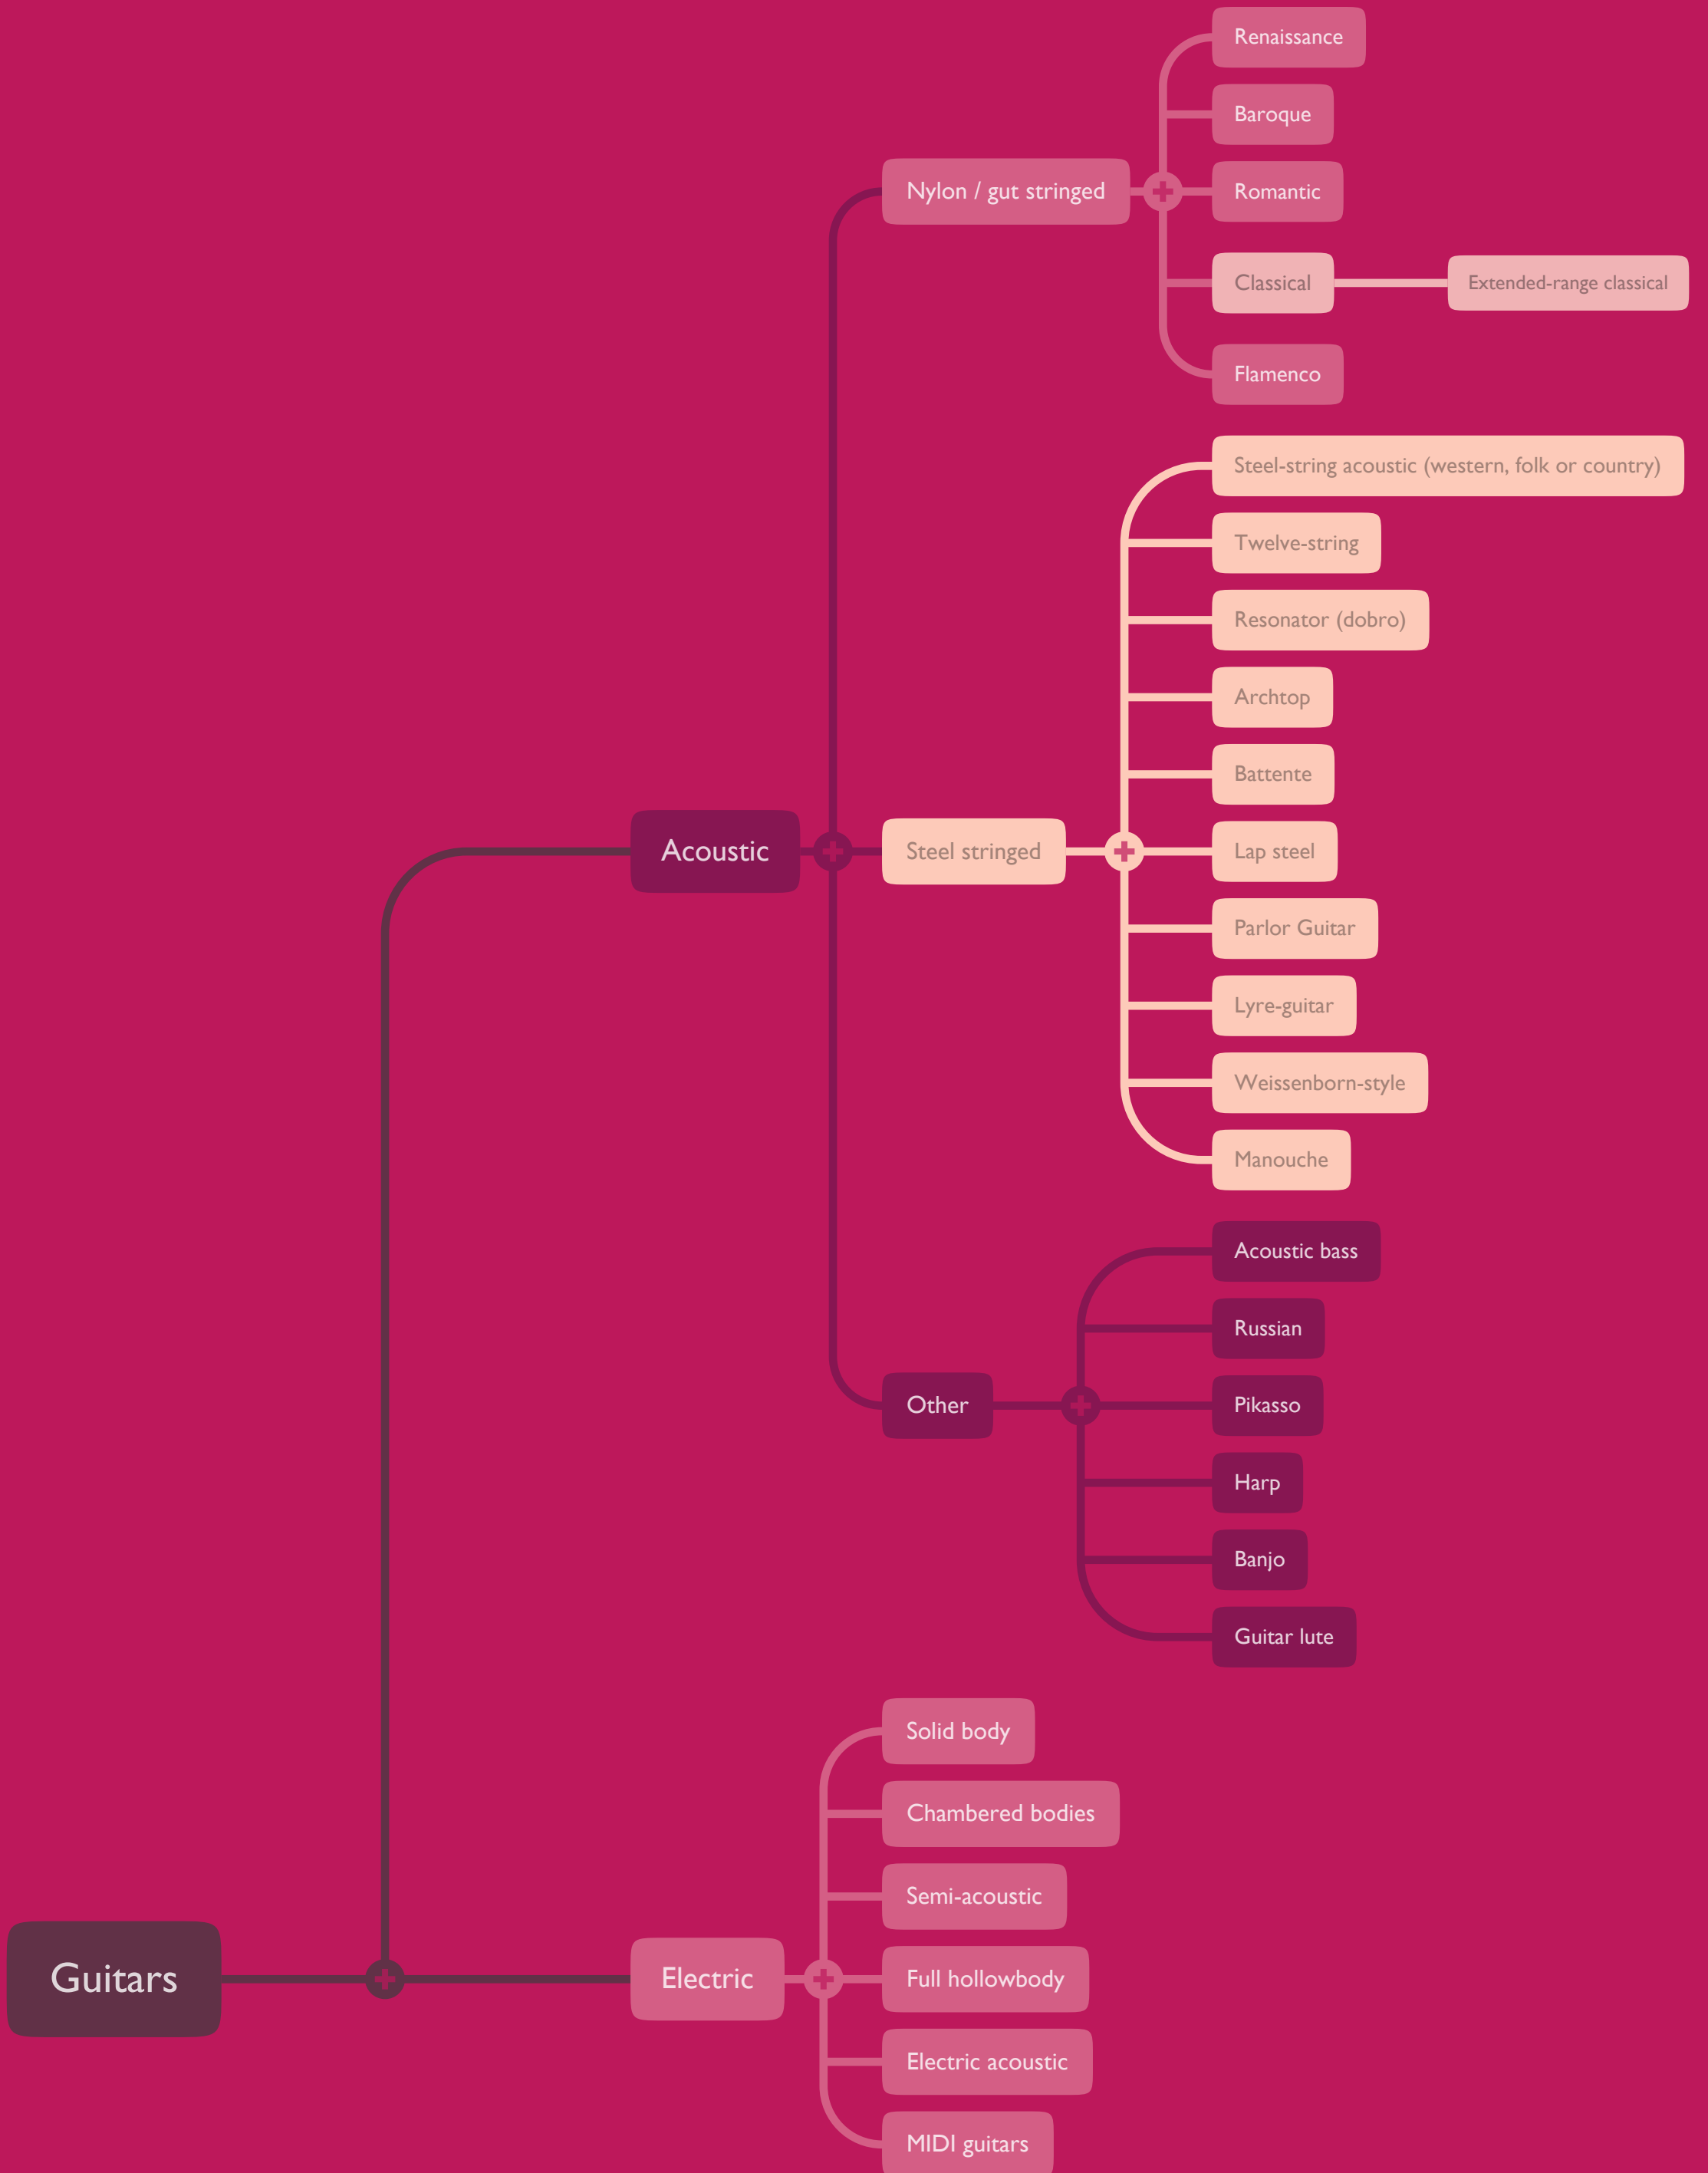 Guitars
Acoustic
Nylon / gut stringed
Renaissance
Baroque
Romantic
Classical
Extended-range classical
Flamenco
Steel stringed
Steel-string acoustic (western, folk or country)
Twelve-string
Resonator (dobro)
Archtop
Battente
Lap steel
Parlor Guitar
Lyre-guitar
Weissenborn-style
Manouche
Other
Acoustic bass
Russian
Pikasso
Harp
Banjo
Guitar lute
Electric
Solid body
Chambered bodies
Semi-acoustic
Full hollowbody
Electric acoustic
MIDI guitars